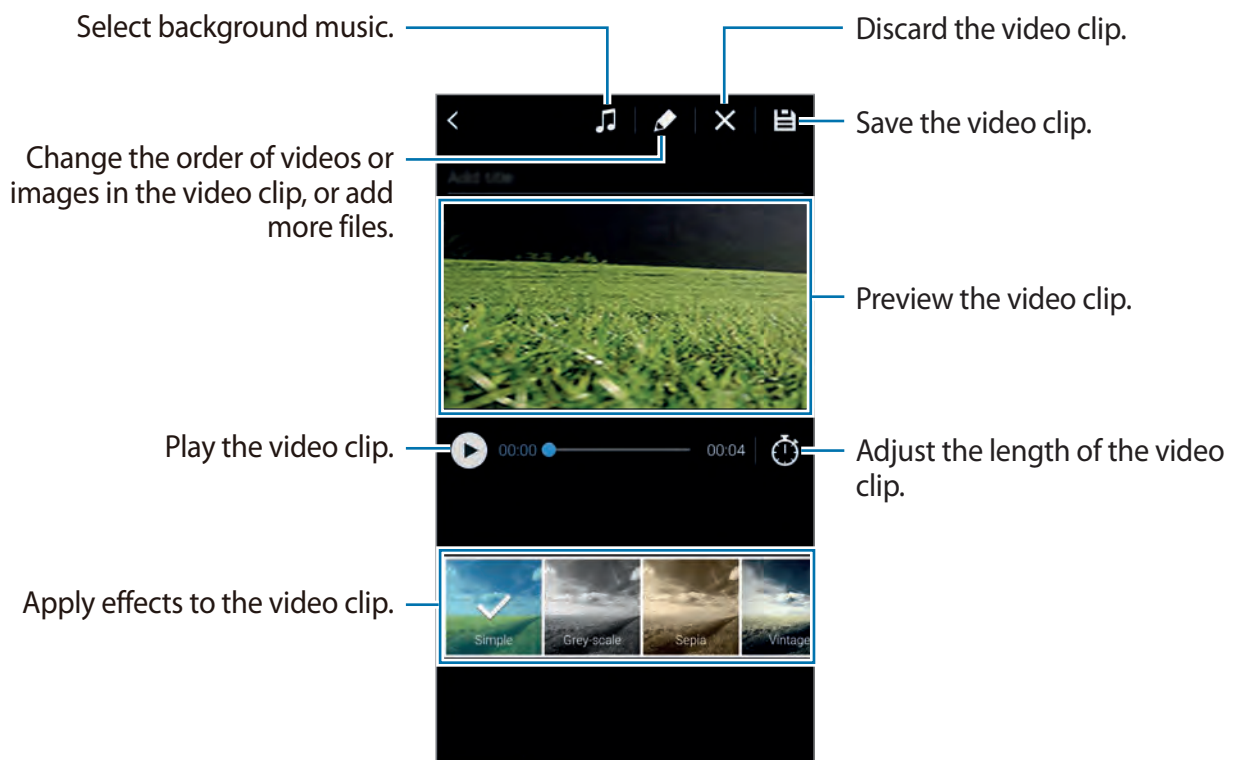 Select background music.
Discard the video clip.
Save the video clip.
Change the order of videos or
images in the video clip, or add
more files.
Add title
Preview the video clip.
Play the video clip.
00:00
00:04
Adjust the length of the video
clip.
Apply effects to the video clip.
Simple
Grey-scale
Sepia
Vintage